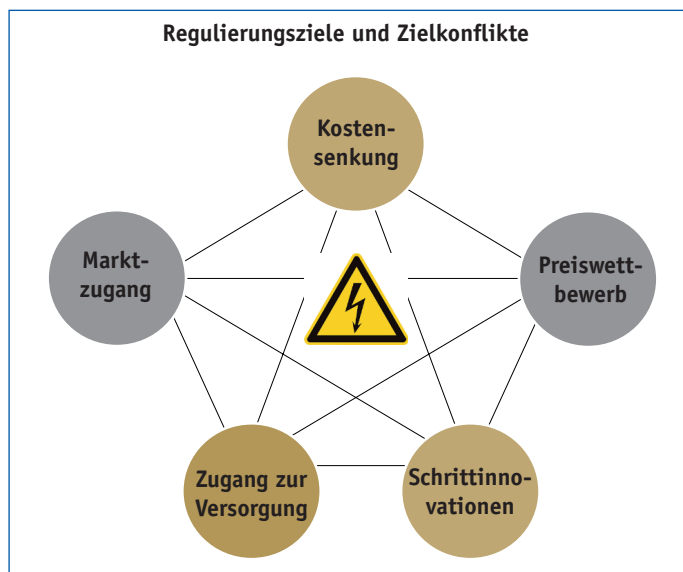 Regulierungsziele und Zielkonflikte
Kosten-
senkung
Markt-
zugang
Preiswett-
bewerb
Zugang zur
Versorgung
Schrittinno-
vationen